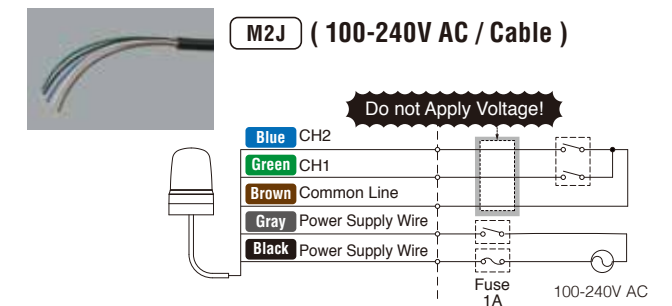 M2J ( 100-240V AC / Cable )
Do not Apply Voltage!
Blue CH2
Green CH1
Brown Common Line
Gray Power Supply Wire
Black Power Supply Wire
Fuse
1A
100-240V AC